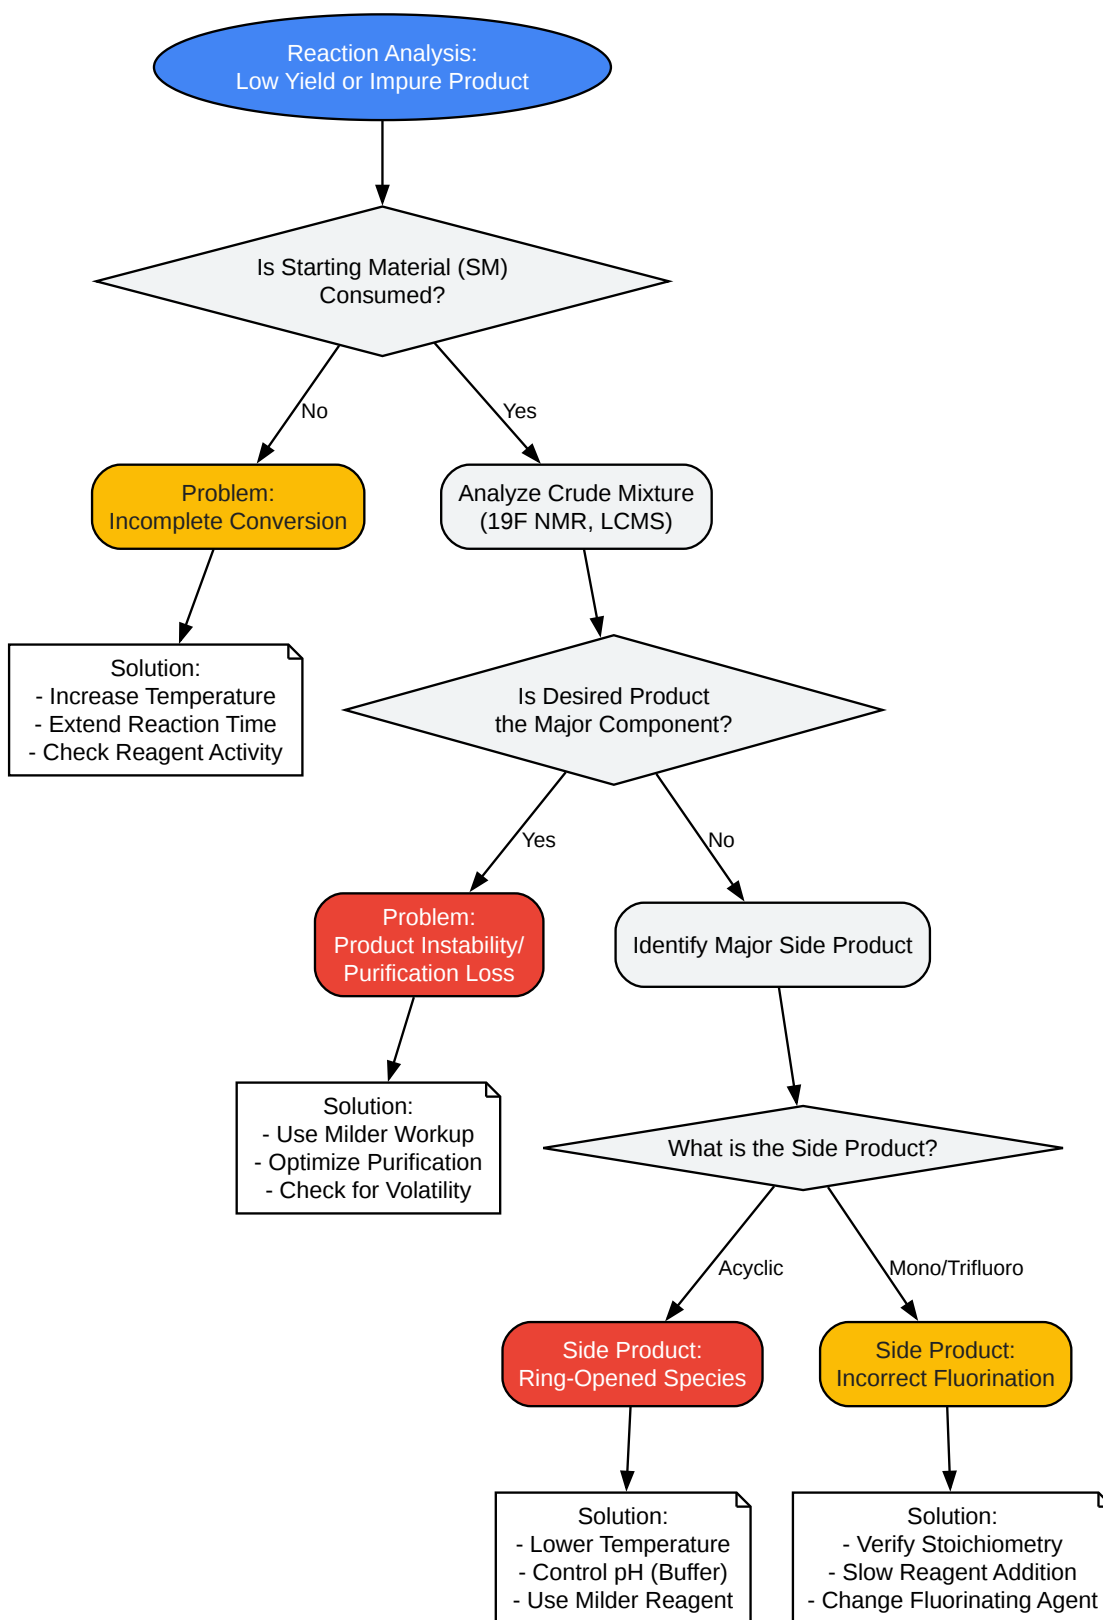 Reaction Analysis:
Low Yield or Impure Product
Is Starting Material (SM)
Consumed?
No
Yes
Problem:
Incomplete Conversion
Analyze Crude Mixture
(19F NMR, LCMS)
Solution:
- Increase Temperature
- Extend Reaction Time
- Check Reagent Activity
Is Desired Product
the Major Component?
Yes
No
Problem:
Product Instability/
Purification Loss
Identify Major Side Product
Solution:
- Use Milder Workup
- Optimize Purification
- Check for Volatility
What is the Side Product?
Acyclic
Mono/Trifluoro
Side Product:
Ring-Opened Species
Side Product:
Incorrect Fluorination
Solution:
- Lower Temperature
- Control pH (Buffer)
- Use Milder Reagent
Solution:
- Verify Stoichiometry
- Slow Reagent Addition
- Change Fluorinating Agent